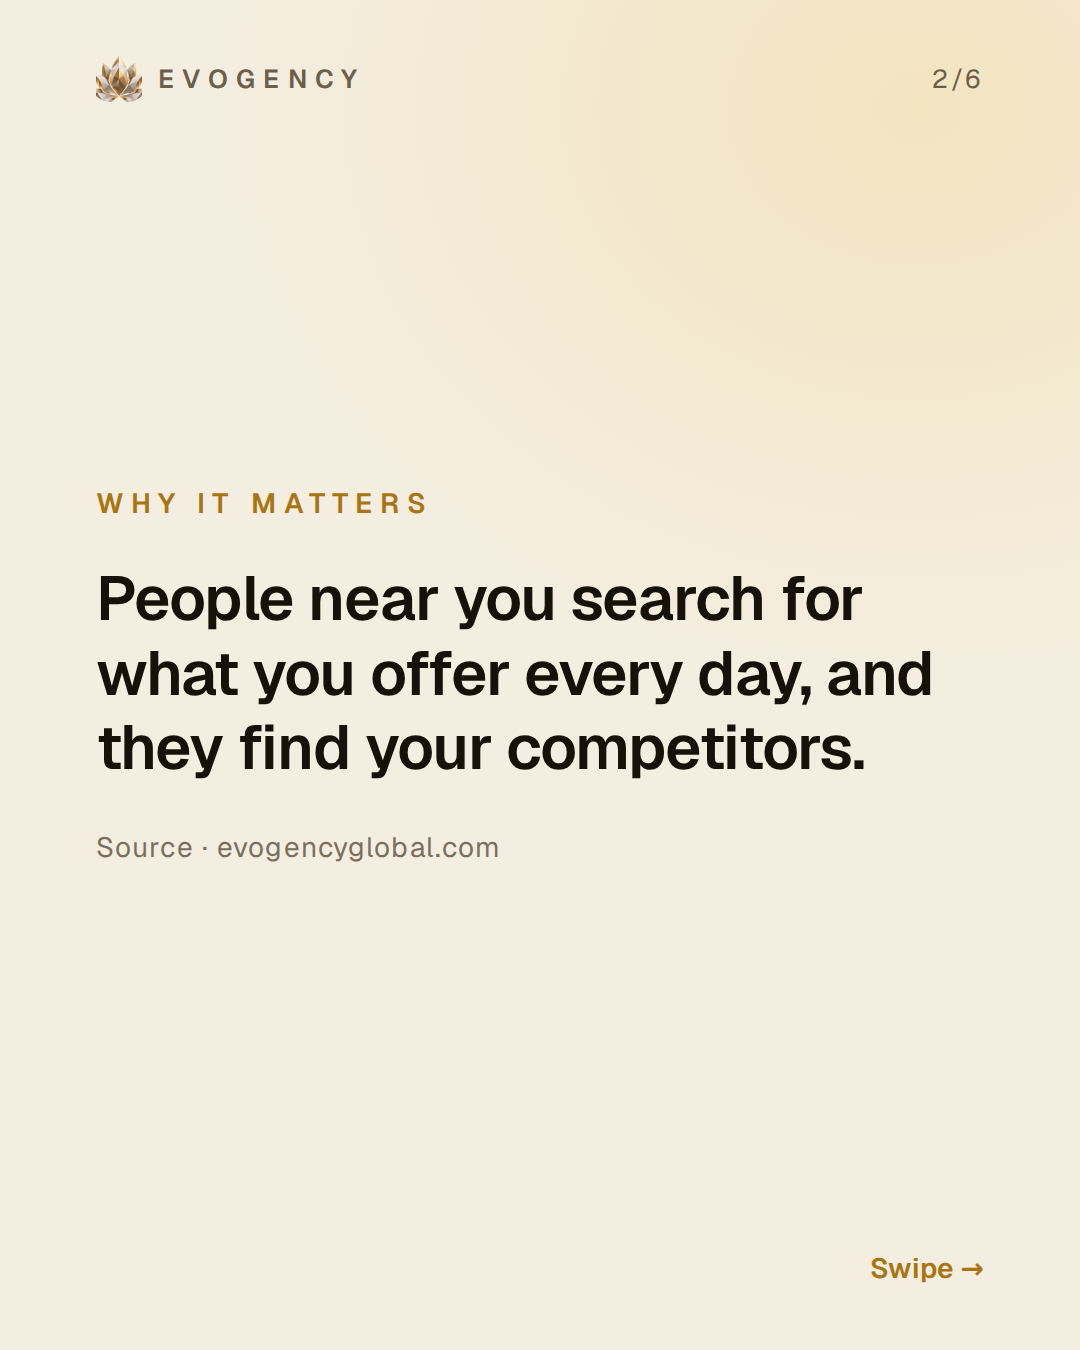 EVOGENCY
2/6
WHY IT MATTERS
People near you search for
what you offer every day, and
they find your competitors.
Source · evogencyglobal.com
Swipe →